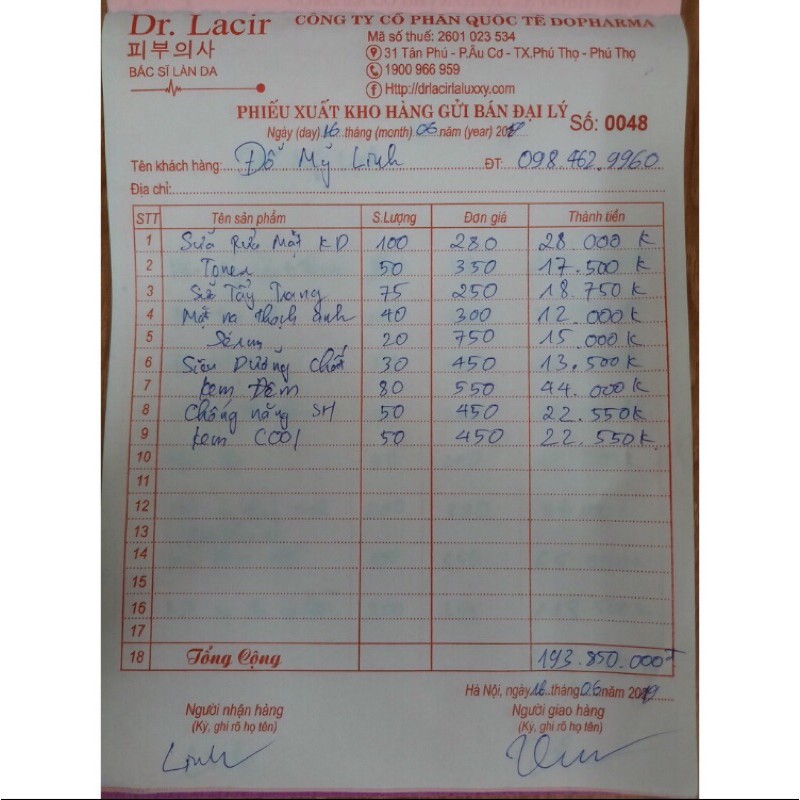 Dr. Lacir
피부의사
BÁC SĨ LÀN DA
CÔNG TY CỔ PHẦN QUỐC TẾ DOPHARMA
Mã số thuế: 2601 023 534
31 Tân Phú - P.Âu Cơ - TX.Phú Thọ - Phú Thọ
1900 966 959
Http://drlacirlaluxxy.com
PHIẾU XUẤT KHO HÀNG GỬI BÁN ĐẠI LÝ Số: 0048
Ngày (day) 16 tháng (month) 06 năm (year) 2019
Tên khách hàng: Đỗ Mỹ Linh ĐT: 098.462.9960
Địa chỉ:
STT Tên sản phẩm S.Lượng Đơn giá Thành tiền
1 Sữa Rửa Mặt KD 100 280 28 000 K
2 Toner 50 350 17.500 K
3 Sữ Tẩy Trang 75 250 18.750 K
4 Mặt nạ thạch anh 40 300 12.000 K
5 Sérum 20 750 15 000 K
6 Siêu Dưỡng Chất 30 450 13.500 K
7 Kem Đêm 80 550 44.000 K
8 Chống nắng SH 50 450 22.550K
9 Kem COOl 50 450 22.550K
10
11
12
13
14
15
16
17
18 Tổng Cộng 193.850.000
Hà Nội, ngày 16 tháng 06 năm 2019
Người nhận hàng Người giao hàng
(Ký, ghi rõ họ tên) (Ký, ghi rõ họ tên)
Linh